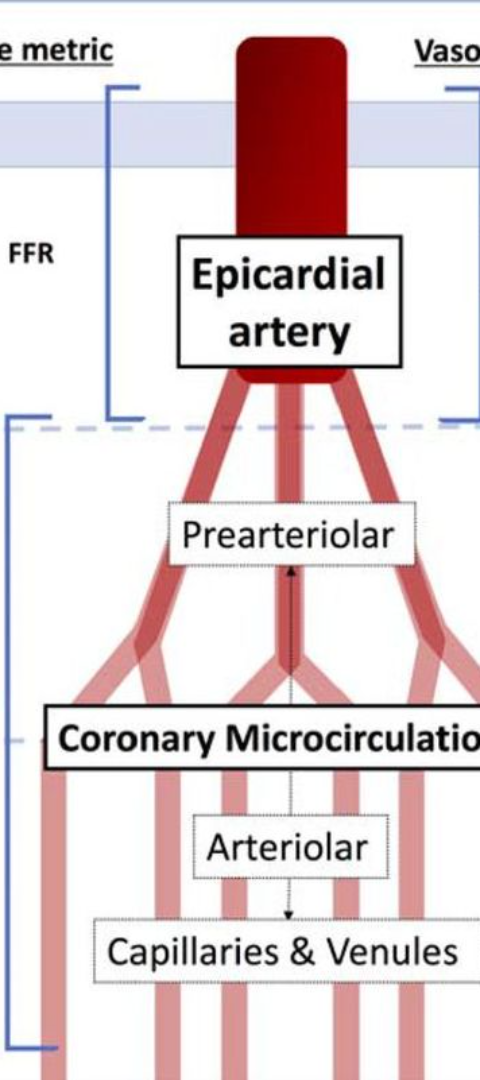 e metric
Vaso
FFR
Epicardial
artery
Prearteriolar
Coronary Microcirculatio
Arteriolar
Capillaries & Venules